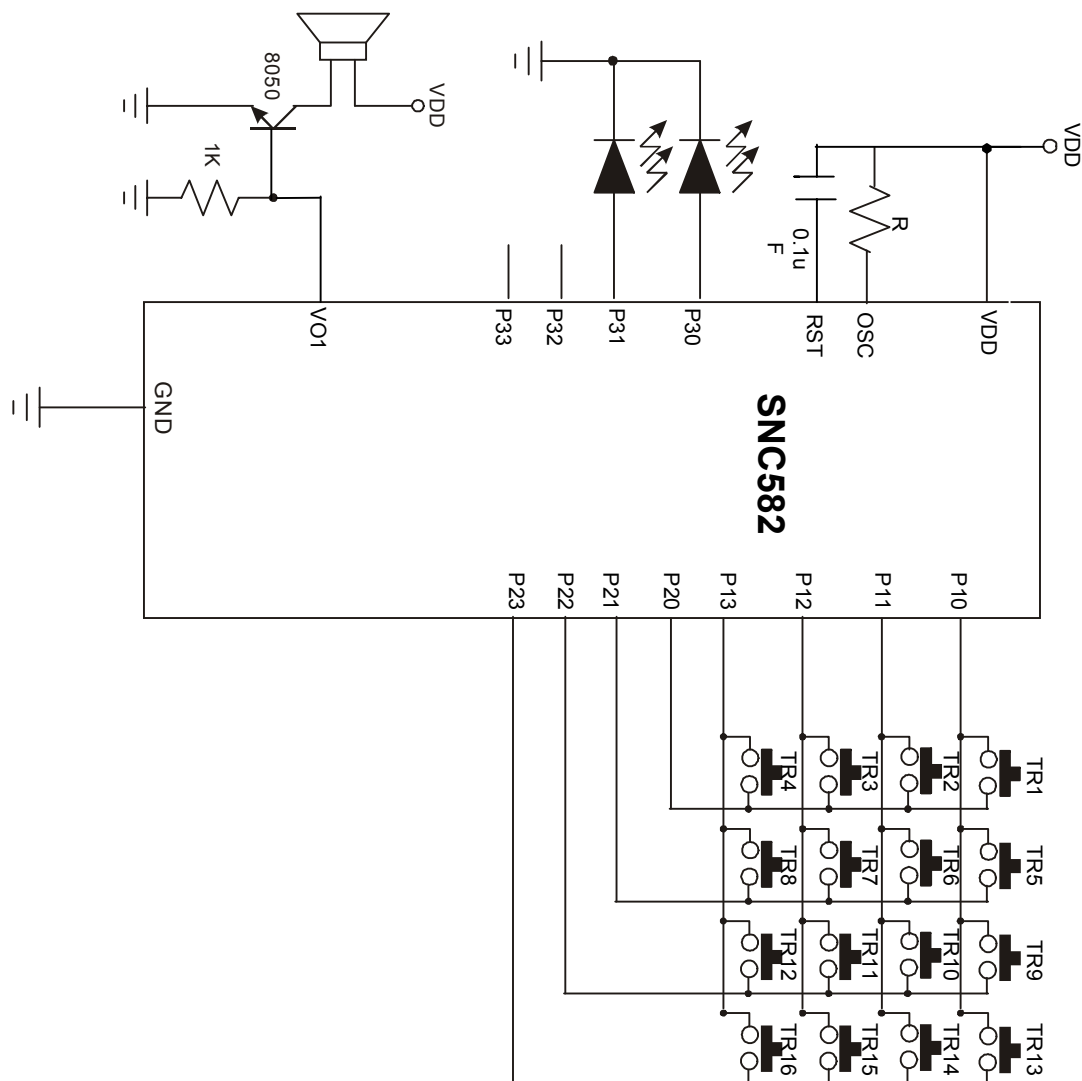 8050
VDD
1K
VDD
R
0.1u
F
VO1
P33
P32
P31
P30
RST
OSC
VDD
GND
SNC582
P23
P22
P21
P20
P13
P12
P11
P10
TR4
TR3
TR2
TR1
TR8
TR7
TR6
TR5
TR12
TR11
TR10
TR9
TR16
TR15
TR14
TR13